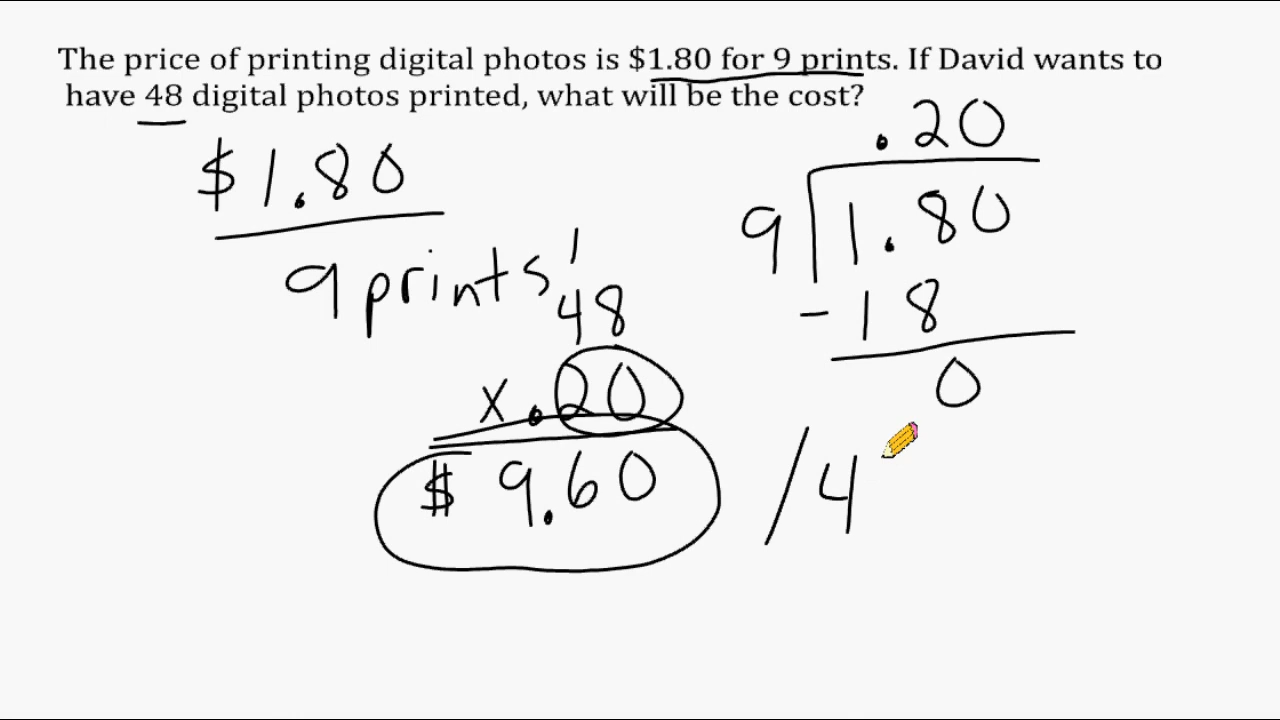 The price of printing digital photos is $1.80 for 9 prints. If David wants to
have 48 digital photos printed, what will be the cost?
$1.80
9 prints
.20
9 1.80
- 18
0
1
48
x .20
$ 9.60 / 4